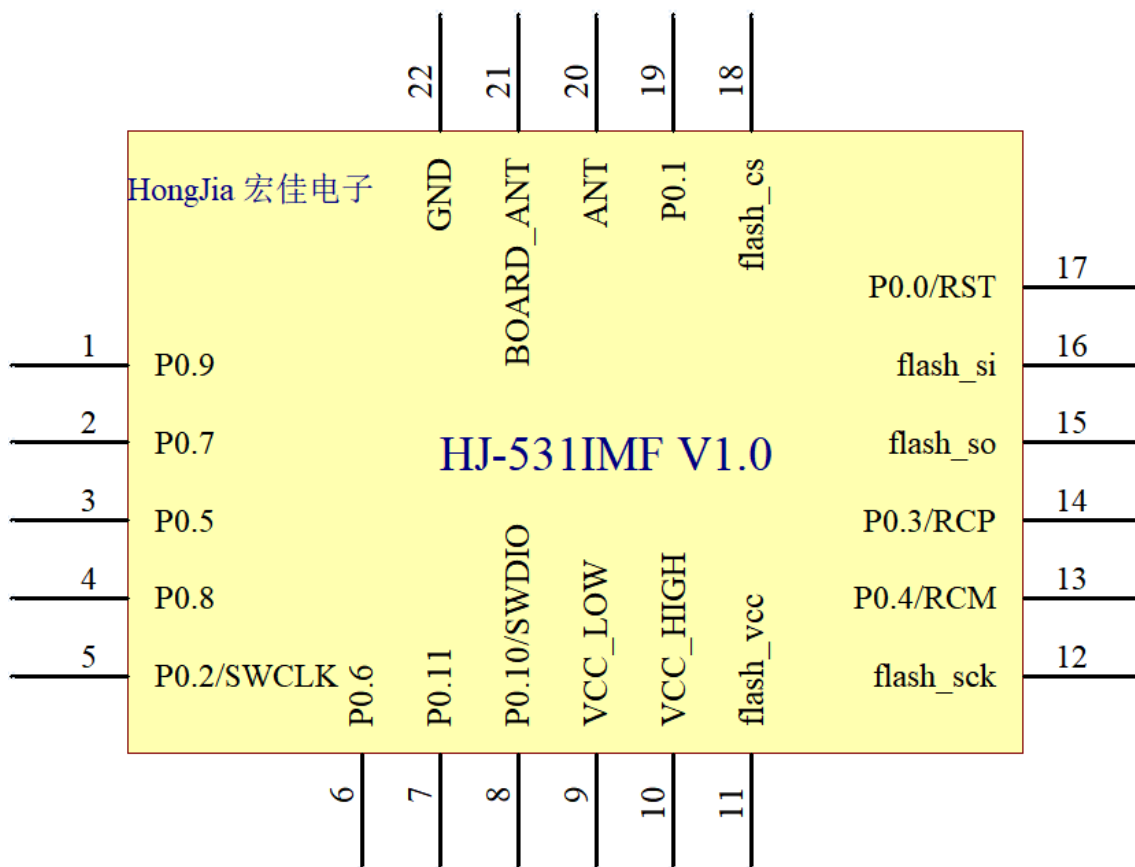 22
21
20
19
18
GND
BOARD_ANT
ANT
P0.1
flash_cs
HongJia 宏佳电子
17
P0.0/RST
1
P0.9
16
flash_si
2
P0.7
HJ-531IMF V1.0
15
flash_so
3
P0.5
14
P0.3/RCP
4
P0.8
13
P0.4/RCM
5
P0.2/SWCLK
12
flash_sck
P0.6
P0.11
P0.10/SWDIO
VCC_LOW
VCC_HIGH
flash_vcc
6
7
8
9
10
11